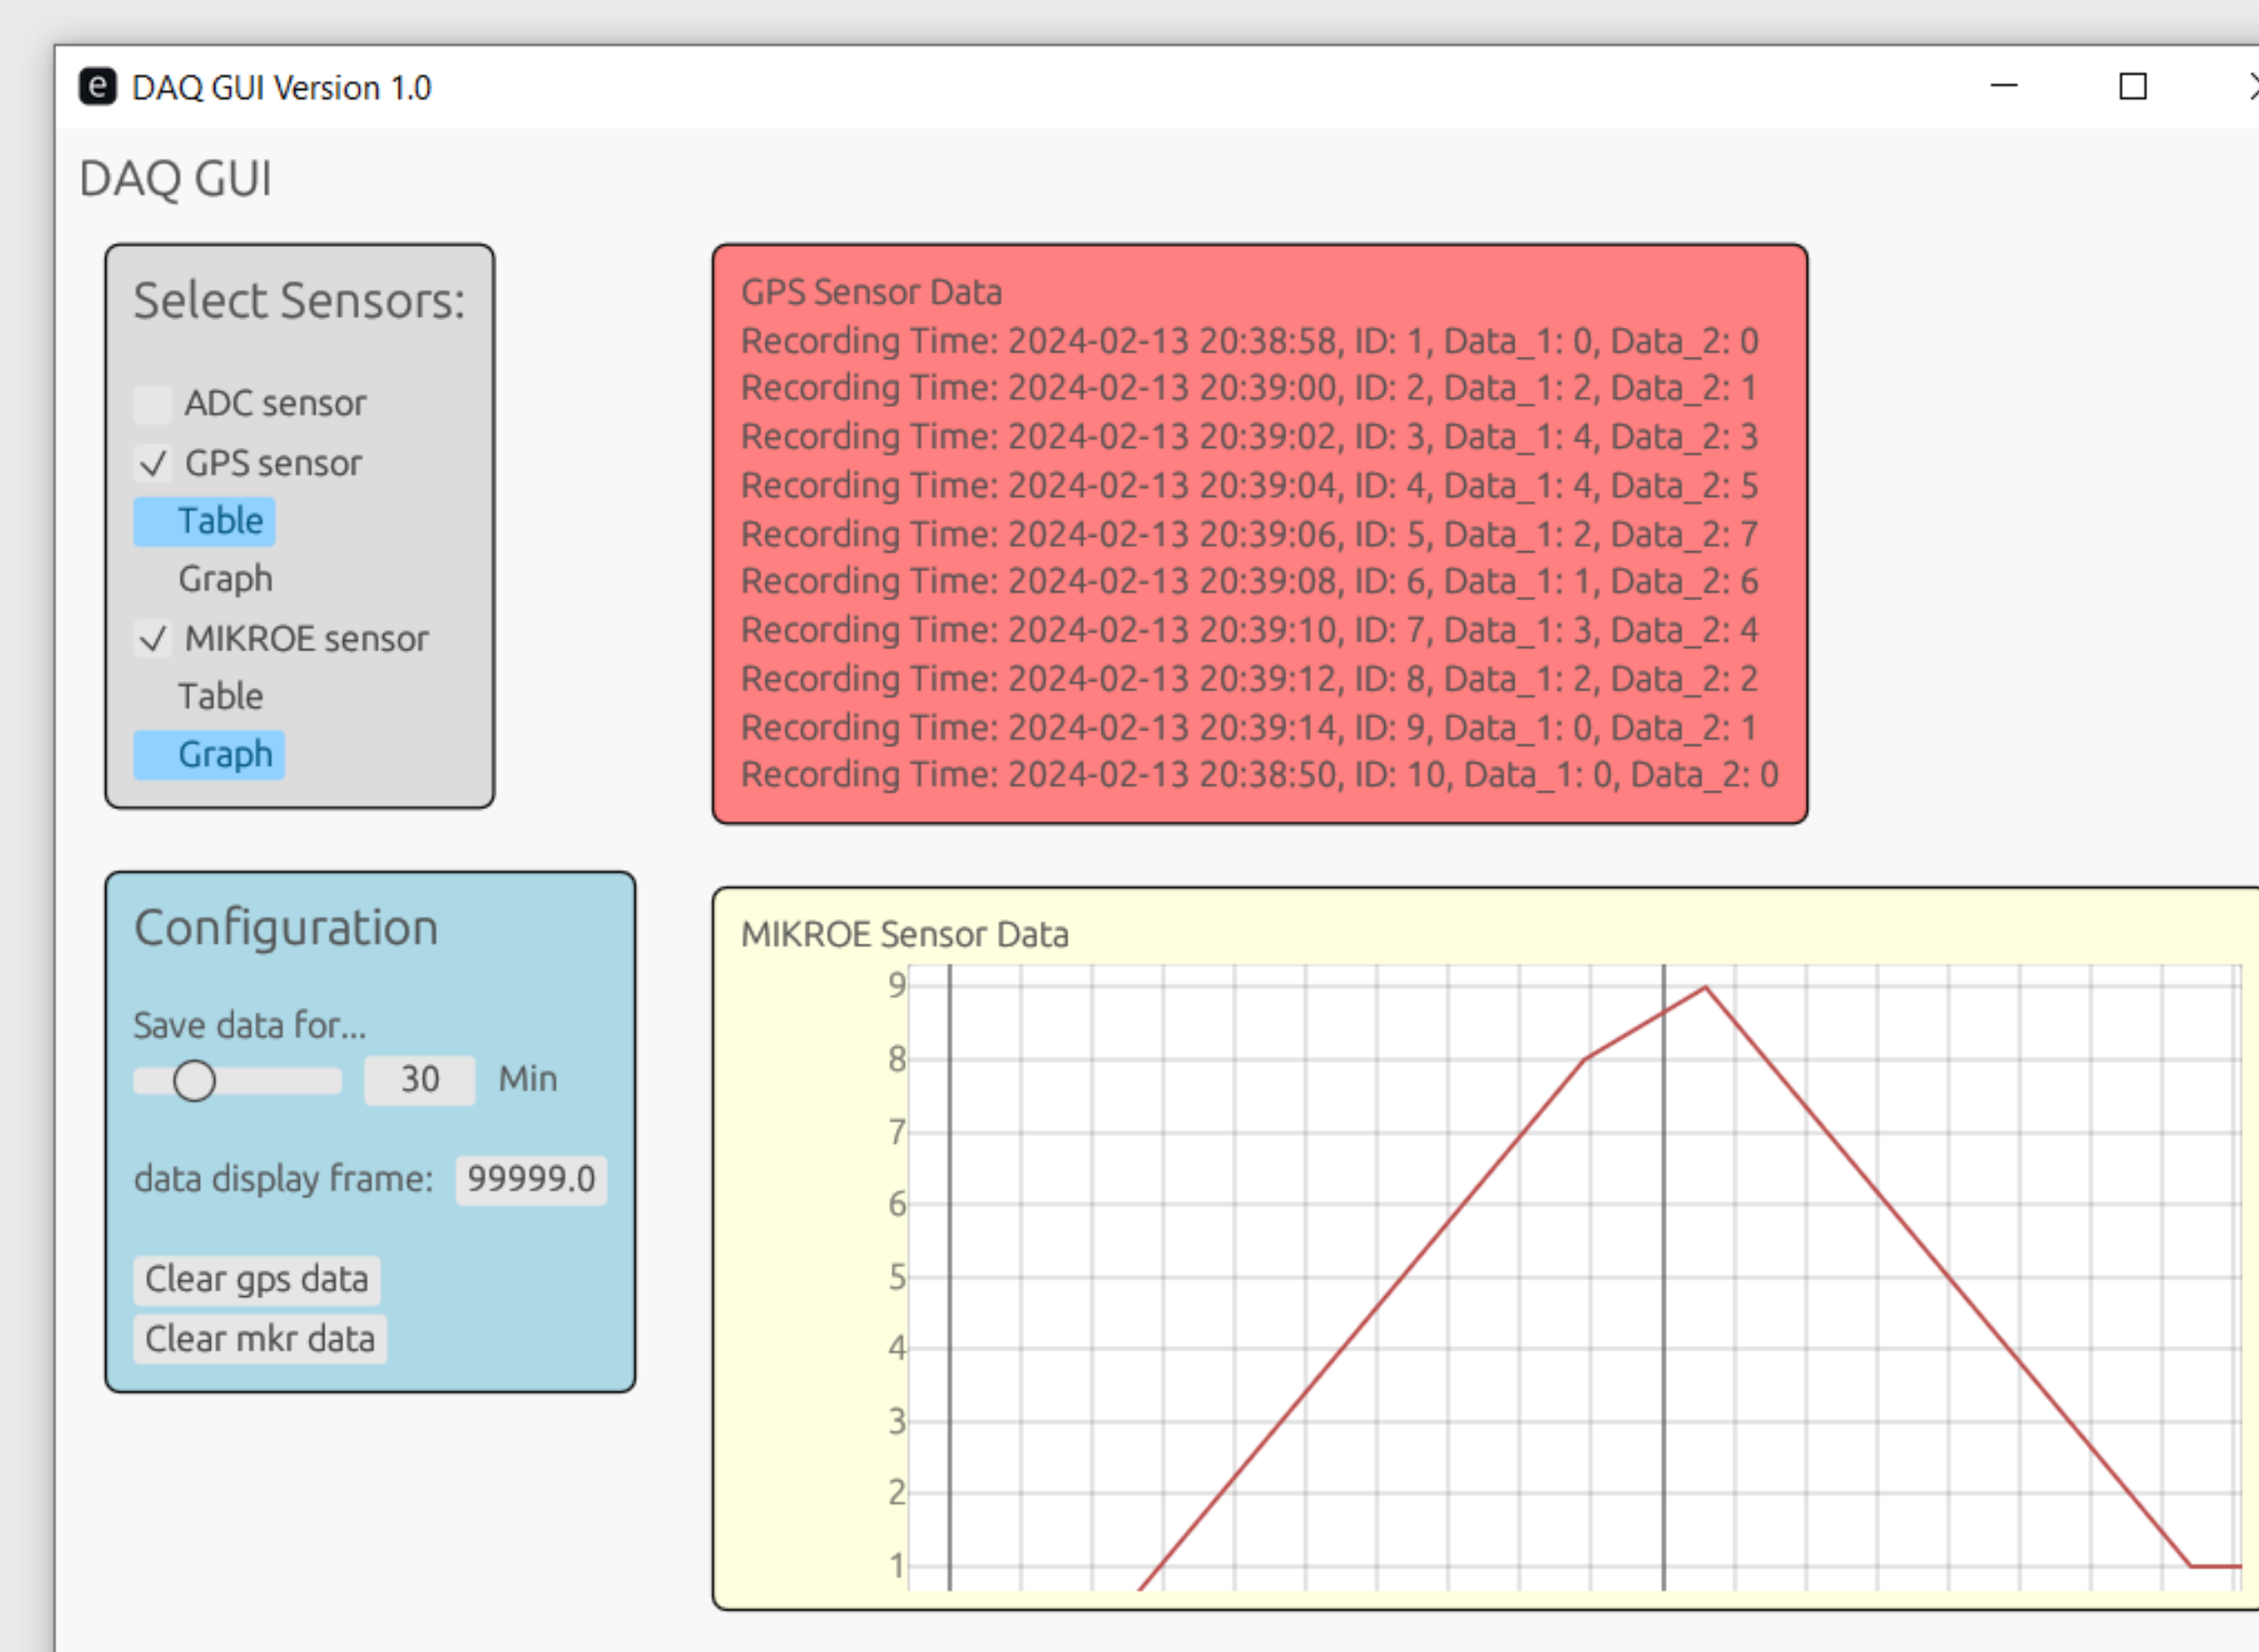 e DAQ GUI Version 1.0
DAQ GUI
Select Sensors:
ADC sensor
GPS sensor
Table
Graph
MIKROE sensor
Table
Graph
Configuration
Save data for...
30 Min
data display frame: 99999.0
Clear gps data
Clear mkr data
GPS Sensor Data
Recording Time: 2024-02-13 20:38:58, ID: 1, Data_1: 0, Data_2: 0
Recording Time: 2024-02-13 20:39:00, ID: 2, Data_1: 2, Data_2: 1
Recording Time: 2024-02-13 20:39:02, ID: 3, Data_1: 4, Data_2: 3
Recording Time: 2024-02-13 20:39:04, ID: 4, Data_1: 4, Data_2: 5
Recording Time: 2024-02-13 20:39:06, ID: 5, Data_1: 2, Data_2: 7
Recording Time: 2024-02-13 20:39:08, ID: 6, Data_1: 1, Data_2: 6
Recording Time: 2024-02-13 20:39:10, ID: 7, Data_1: 3, Data_2: 4
Recording Time: 2024-02-13 20:39:12, ID: 8, Data_1: 2, Data_2: 2
Recording Time: 2024-02-13 20:39:14, ID: 9, Data_1: 0, Data_2: 1
Recording Time: 2024-02-13 20:38:50, ID: 10, Data_1: 0, Data_2: 0
MIKROE Sensor Data
9
8
7
6
5
4
3
2
1